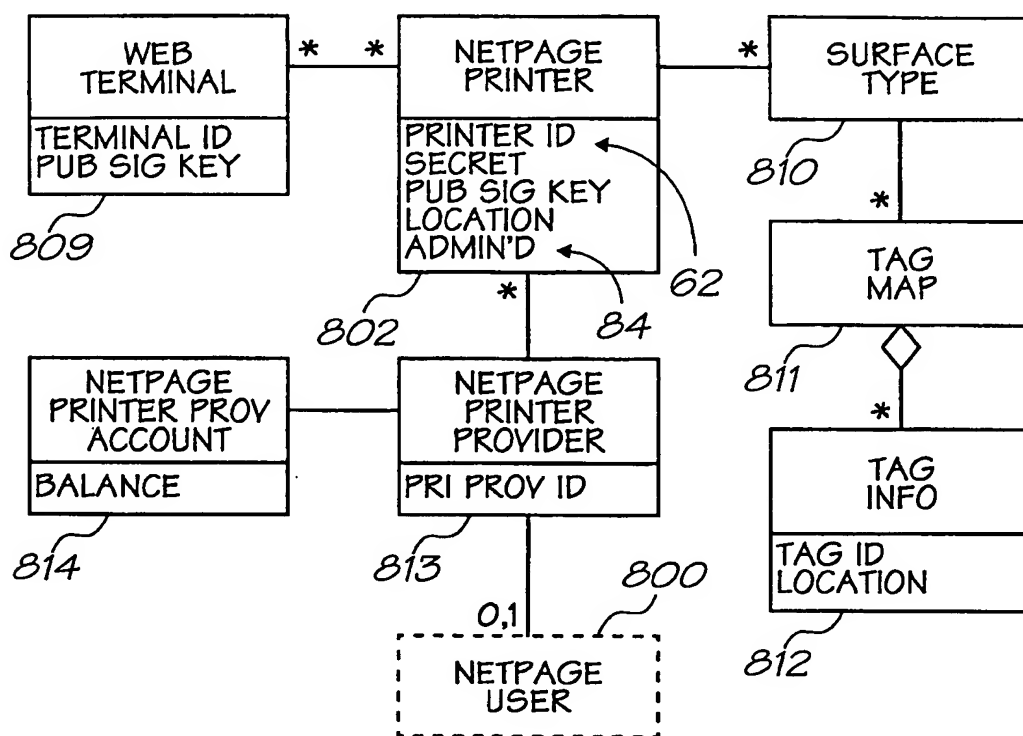 WEB
TERMINAL
TERMINAL ID
PUB SIG KEY
809
* *
NETPAGE
PRINTER
PRINTER ID
SECRET
PUB SIG KEY
LOCATION
ADMIN'D
802
62
84
*
SURFACE
TYPE
810
*
TAG
MAP
811
*
TAG
INFO
TAG ID
LOCATION
812
*
NETPAGE
PRINTER PROV
ACCOUNT
BALANCE
814
NETPAGE
PRINTER
PROVIDER
PRI PROV ID
813
800
0,1
NETPAGE
USER